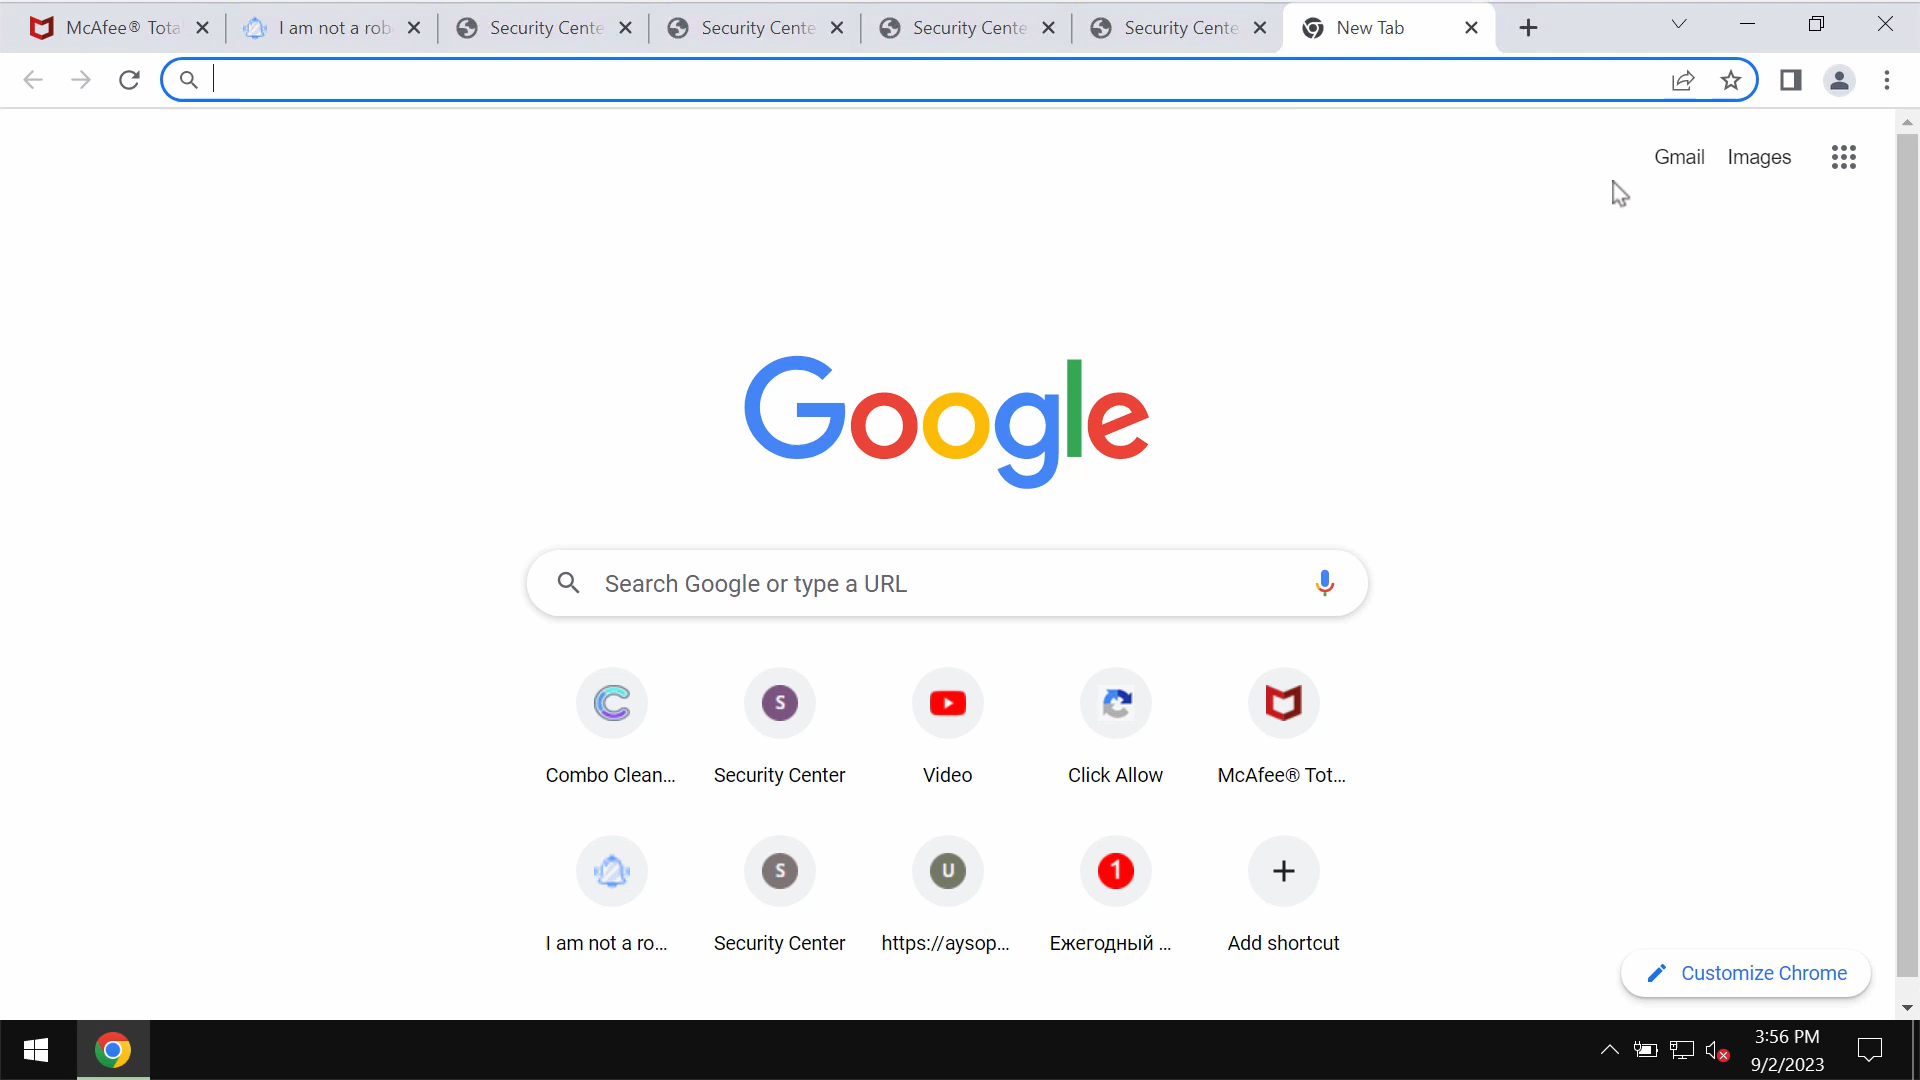 McAfee® Tota
I am not a rob
Security Cente
Security Cente
Security Cente
Security Cente
New Tab
Gmail Images
Google
Search Google or type a URL
S
Combo Clean... Security Center Video Click Allow McAfee® Tot...
S U 1
I am not a ro... Security Center https://aysop... Ежегодный ... Add shortcut
Customize Chrome
3:56 PM
9/2/2023